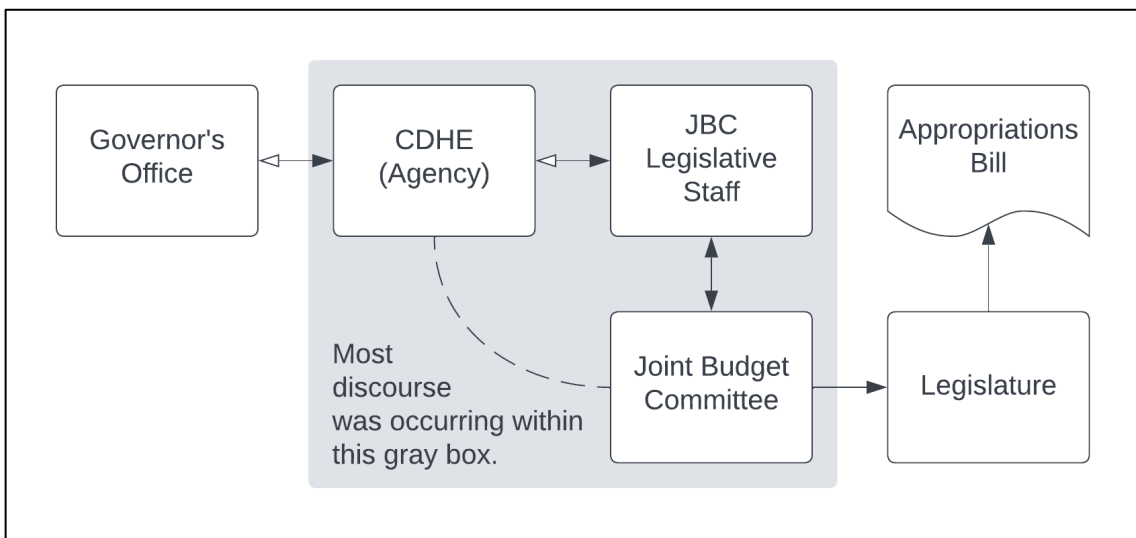 Governor's
Office
CDHE
(Agency)
JBC
Legislative
Staff
Appropriations
Bill
Most
discourse
was occurring within
this gray box.
Joint Budget
Committee
Legislature